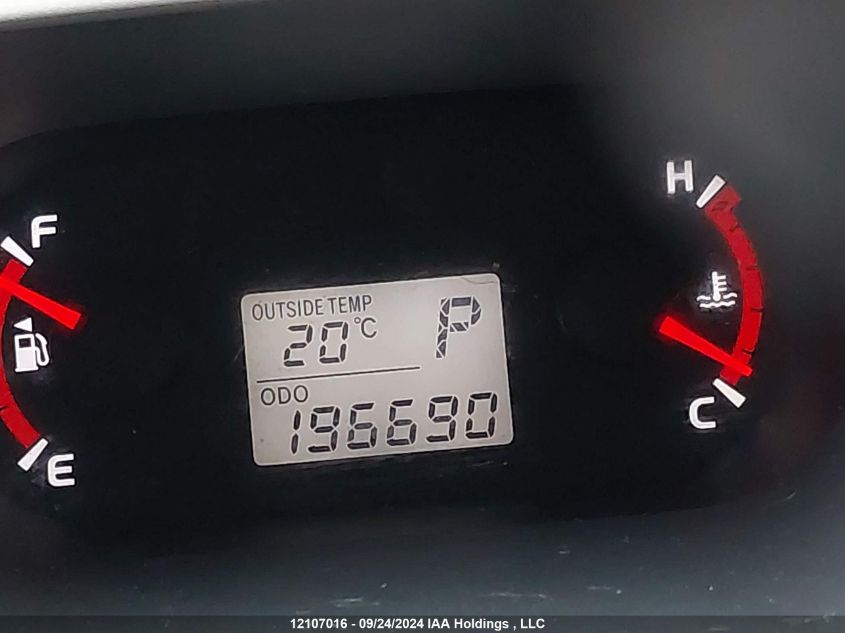 H
F
OUTSIDE TEMP
20°C
P
ODO
196690
C
E
12107016 - 09/24/2024 IAA Holdings , LLC